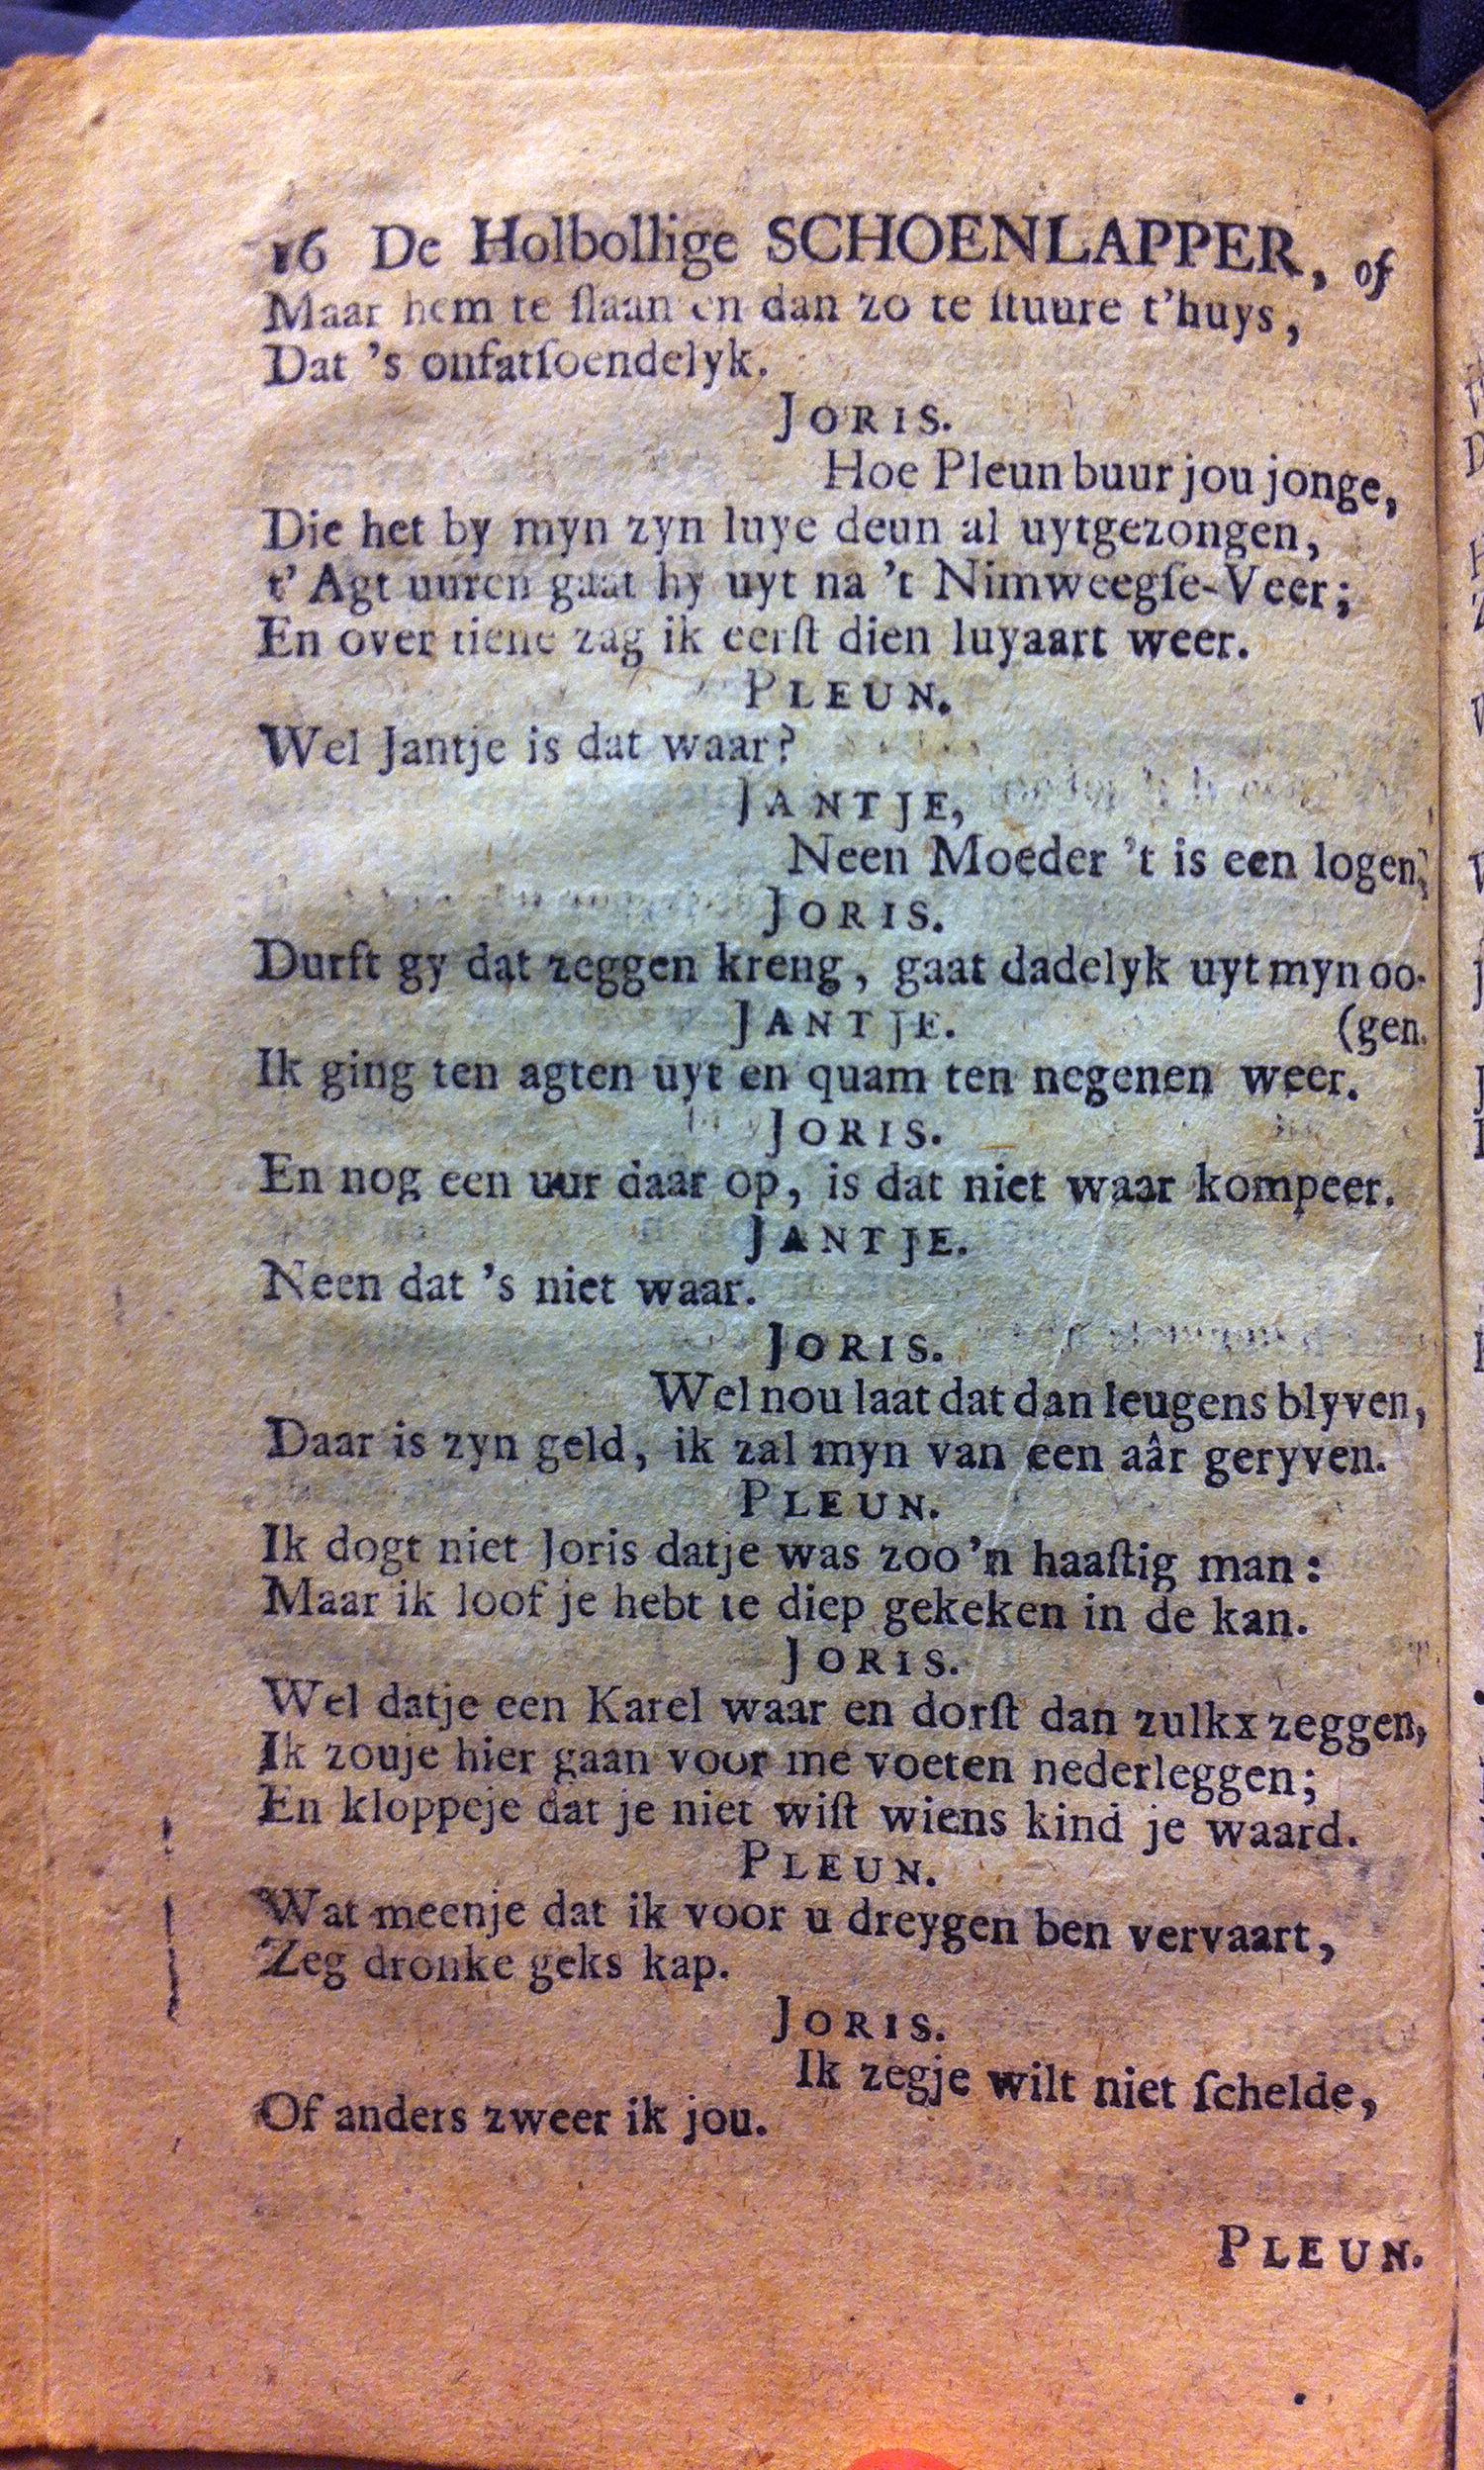 16 De Holbollige SCHOENLAPPER, of
Maar hem te ſlaan en dan zo te ſtuure t'huys,
Dat 's onfatſoendelyk.
JORIS.
Hoe Pleun buur jou jonge,
Die het by myn zyn luye deun al uytgezongen,
t' Agt uuren gaat hy uyt na 't Nimweegſe-Veer;
En over tiene zag ik eerſt dien luyaart weer.
PLEUN.
Wel Jantje is dat waar?
JANTJE,
Neen Moeder 't is een logen,
JORIS.
Durft gy dat zeggen kreng, gaat dadelyk uyt myn oo-
JANTJE. (gen.
Ik ging ten agten uyt en quam ten negenen weer.
JORIS.
En nog een uur daar op, is dat niet waar kompeer.
JANTJE.
Neen dat 's niet waar.
JORIS.
Wel nou laat dat dan leugens blyven,
Daar is zyn geld, ik zal myn van een aâr geryven.
PLEUN.
Ik dogt niet Joris datje was zoo'n haaſtig man:
Maar ik loof je hebt te diep gekeken in de kan.
JORIS.
Wel datje een Karel waar en dorſt dan zulkx zeggen,
Ik zouje hier gaan voor me voeten nederleggen;
En kloppeje dat je niet wiſt wiens kind je waard.
PLEUN.
Wat meenje dat ik voor u dreygen ben vervaart,
Zeg dronke geks kap.
JORIS.
Ik zegje wilt niet ſchelde,
Of anders zweer ik jou.
PLEUN.